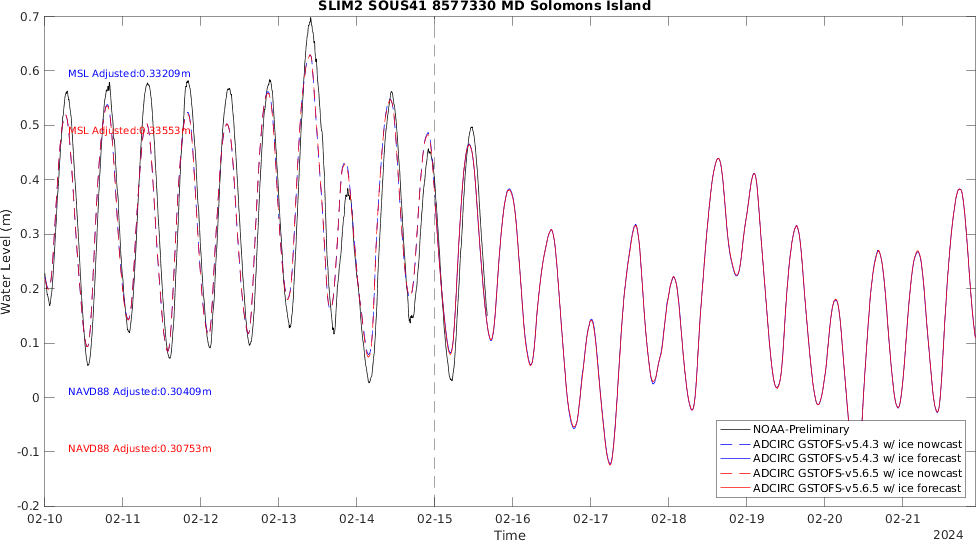 SLIM2 SOUS41 8577330 MD Solomons Island
Water Level (m)
0.7
0.6
0.5
0.4
0.3
0.2
0.1
0
-0.1
-0.2
MSL Adjusted:0.33209m
MSL Adjusted:0.33553m
NAVD88 Adjusted:0.30409m
NAVD88 Adjusted:0.30753m
NOAA-Preliminary
ADCIRC GSTOFS-v5.4.3 w/ ice nowcast
ADCIRC GSTOFS-v5.4.3 w/ ice forecast
ADCIRC GSTOFS-v5.6.5 w/ ice nowcast
ADCIRC GSTOFS-v5.6.5 w/ ice forecast
02-10 02-11 02-12 02-13 02-14 02-15 02-16 02-17 02-18 02-19 02-20 02-21
Time
2024